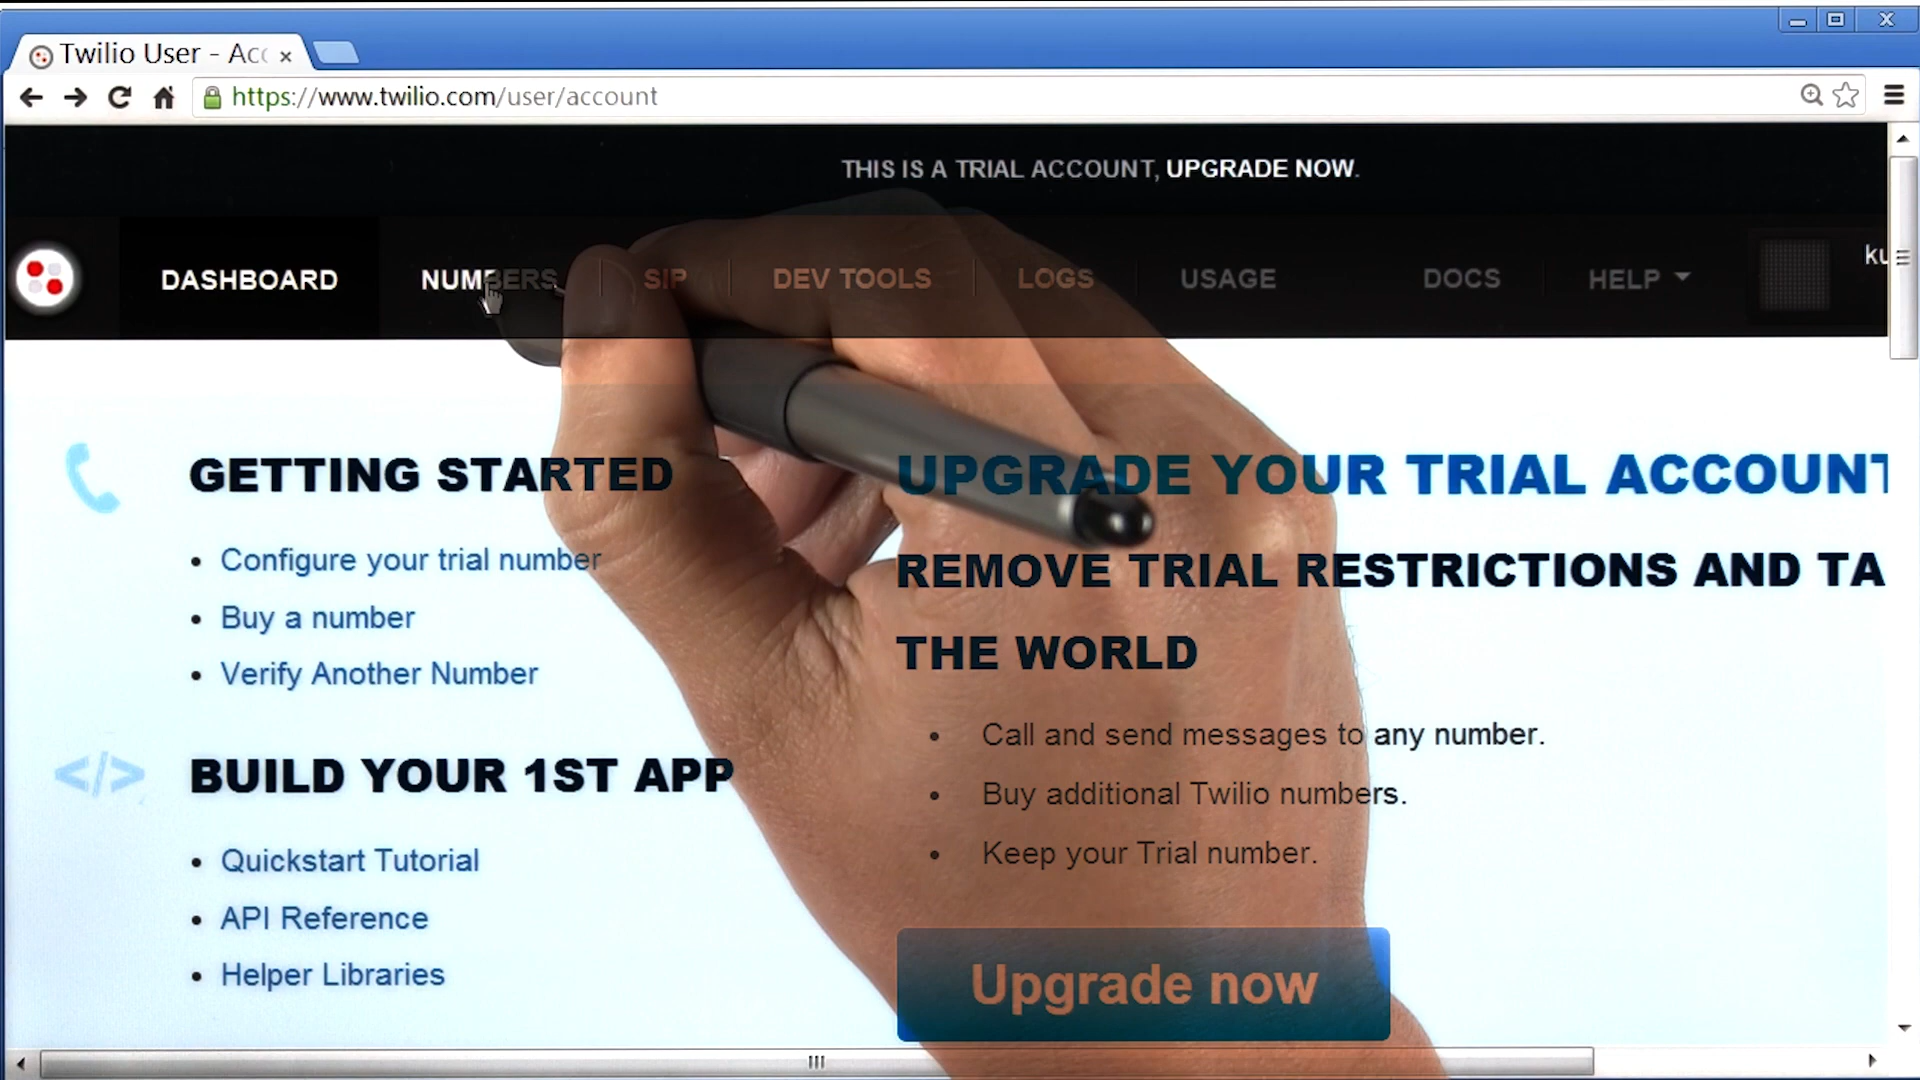 Twilio User - Acc
https://www.twilio.com/user/account
THIS IS A TRIAL ACCOUNT, UPGRADE NOW.
DASHBOARD NUMBERS SIP DEV TOOLS LOGS USAGE DOCS HELP ku
GETTING STARTED
Configure your trial number
Buy a number
Verify Another Number
BUILD YOUR 1ST APP
Quickstart Tutorial
API Reference
Helper Libraries
UPGRADE YOUR TRIAL ACCOUNT
REMOVE TRIAL RESTRICTIONS AND TA
THE WORLD
Call and send messages to any number.
Buy additional Twilio numbers.
Keep your Trial number.
Upgrade now